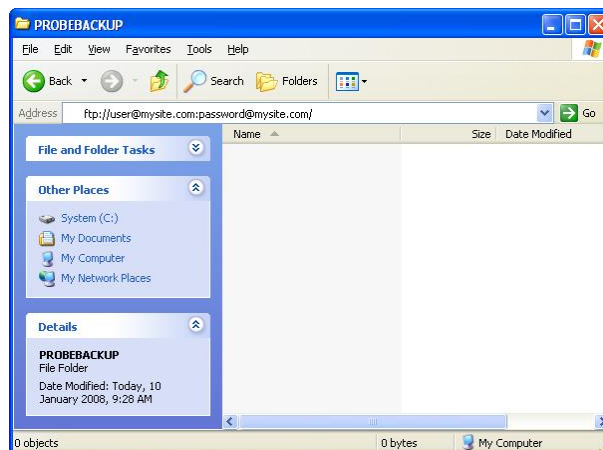 PROBEBACKUP
File Edit View Favorites Tools Help
Back Search Folders
Address ftp://user@mysite.com:password@mysite.com/ Go
Name Size Date Modified
File and Folder Tasks
Other Places
System (C:)
My Documents
My Computer
My Network Places
Details
PROBEBACKUP
File Folder
Date Modified: Today, 10
January 2008, 9:28 AM
0 objects 0 bytes My Computer